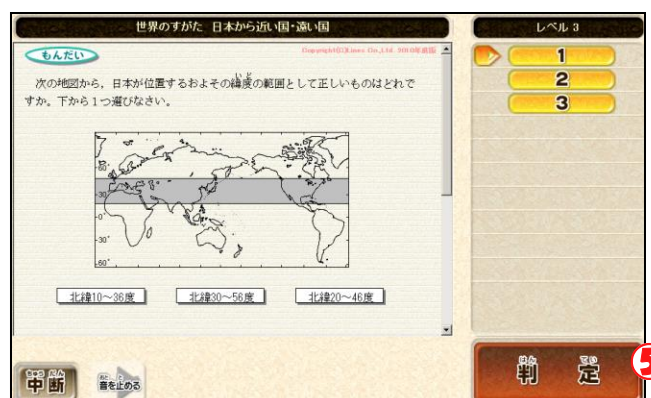 世界のすがた 日本から近い国・遠い国
レベル 3
もんだい
次の地図から，日本が位置するおよその緯度の範囲として正しいものはどれで
すか。下から１つ選びなさい。
60°
30°
0°
30°
60°
北緯10～36度
北緯30～56度
北緯20～46度
1
2
3
中断
音を止める
判定
5